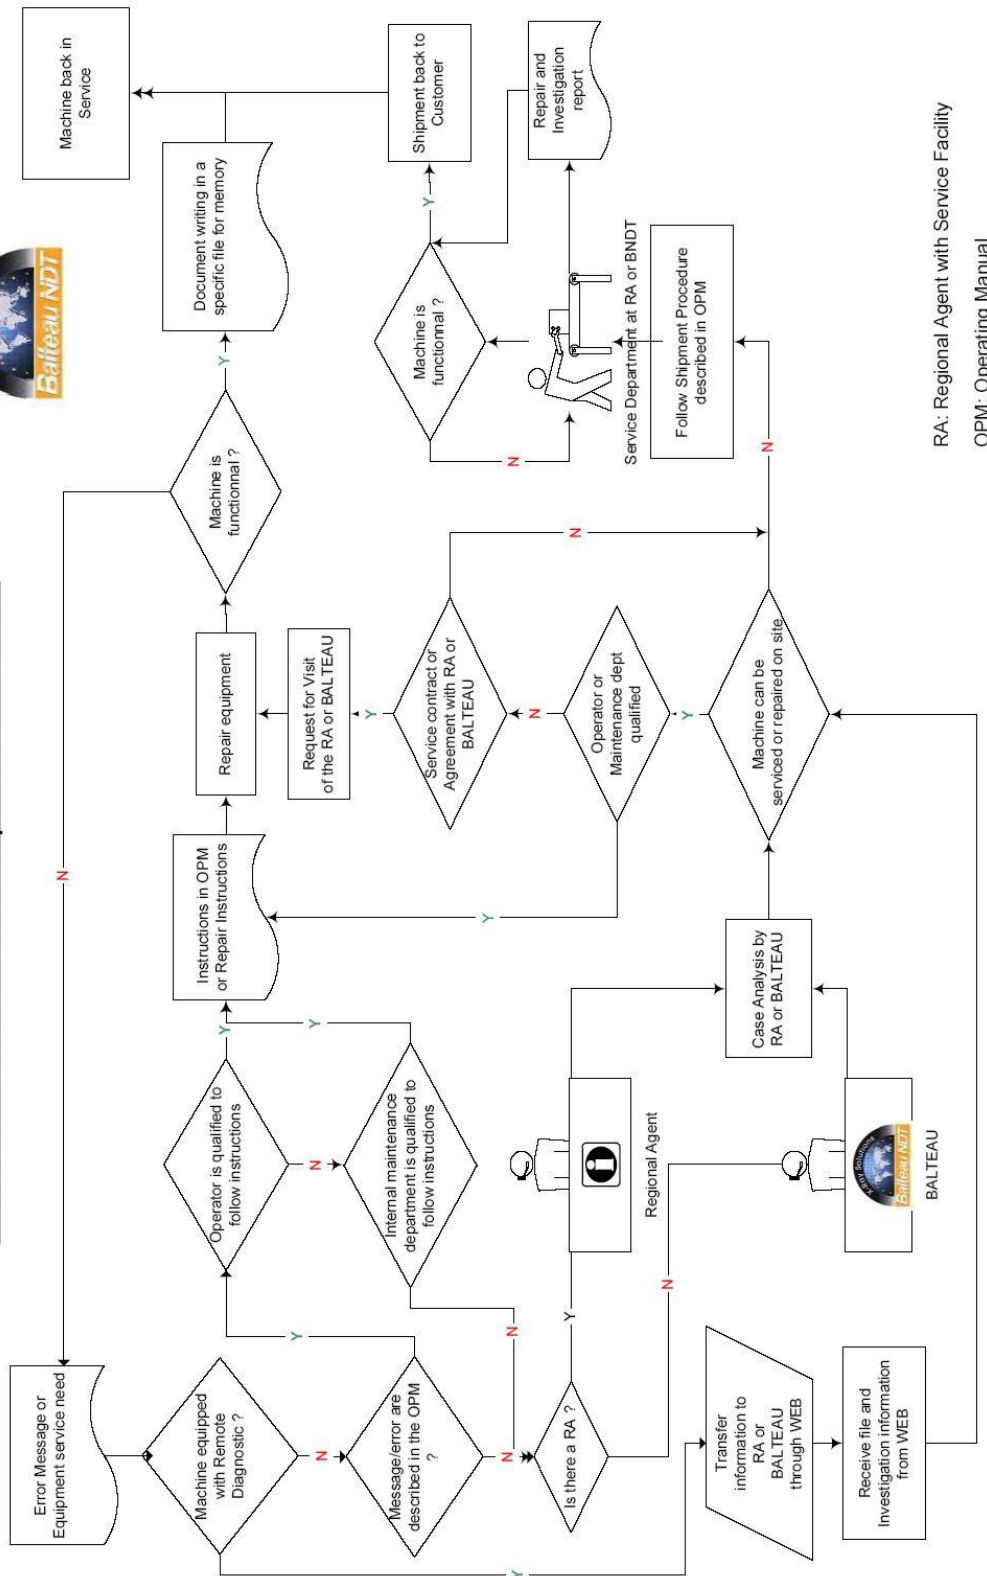 Balteau NDT
Error Message or
Equipment service need
Machine equipped
with Remote
Diagnostic ?
N
Message/error are
described in the OPM
?
N
Is there a RA ?
Y
Y
N
N
Y
N
Transfer
information to
RA or
BALTEAU
through WEB
Receive file and
Investigation information
from WEB
Operator is qualified to
follow instructions
N
Internal maintenance
department is qualified to
follow instructions
Y
Y
Regional Agent
X-Ray Solutions
Balteau NDT
BALTEAU
Instructions in OPM
or Repair Instructions
Y
Case Analysis by
RA or BALTEAU
Repair equipment
Request for Visit
of the RA or BALTEAU
Y
Service contract or
Agreement with RA or
BALTEAU
N
Operator or
Maintenance dept
qualified
Y
Machine can be
serviced or repaired on site
N
N
Machine is
functionnal ?
Y
Document writing in a
specific file for memory
Machine back in
Service
Machine is
functionnal ?
Y
N
Shipment back to
Customer
Repair and
Investigation
report
Service Department at RA or BNDT
Follow Shipment Procedure
described in OPM
RA: Regional Agent with Service Facility
OPM: Operating Manual